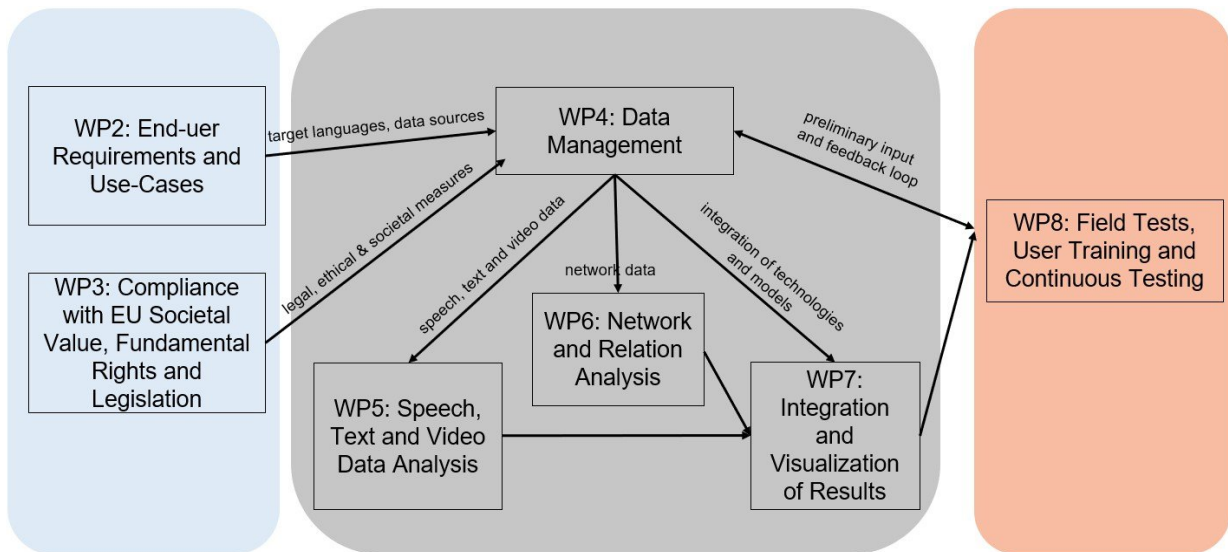 WP2: End-uer
Requirements and
Use-Cases
target languages, data sources
WP4: Data
Management
preliminary input
and feedback loop
WP8: Field Tests,
User Training and
Continuous Testing
WP3: Compliance
with EU Societal
Value, Fundamental
Rights and
Legislation
legal, ethical & societal measures
speech, text and video data
network data
integration of technologies
and models
WP6: Network
and Relation
Analysis
WP5: Speech,
Text and Video
Data Analysis
WP7:
Integration
and
Visualization
of Results